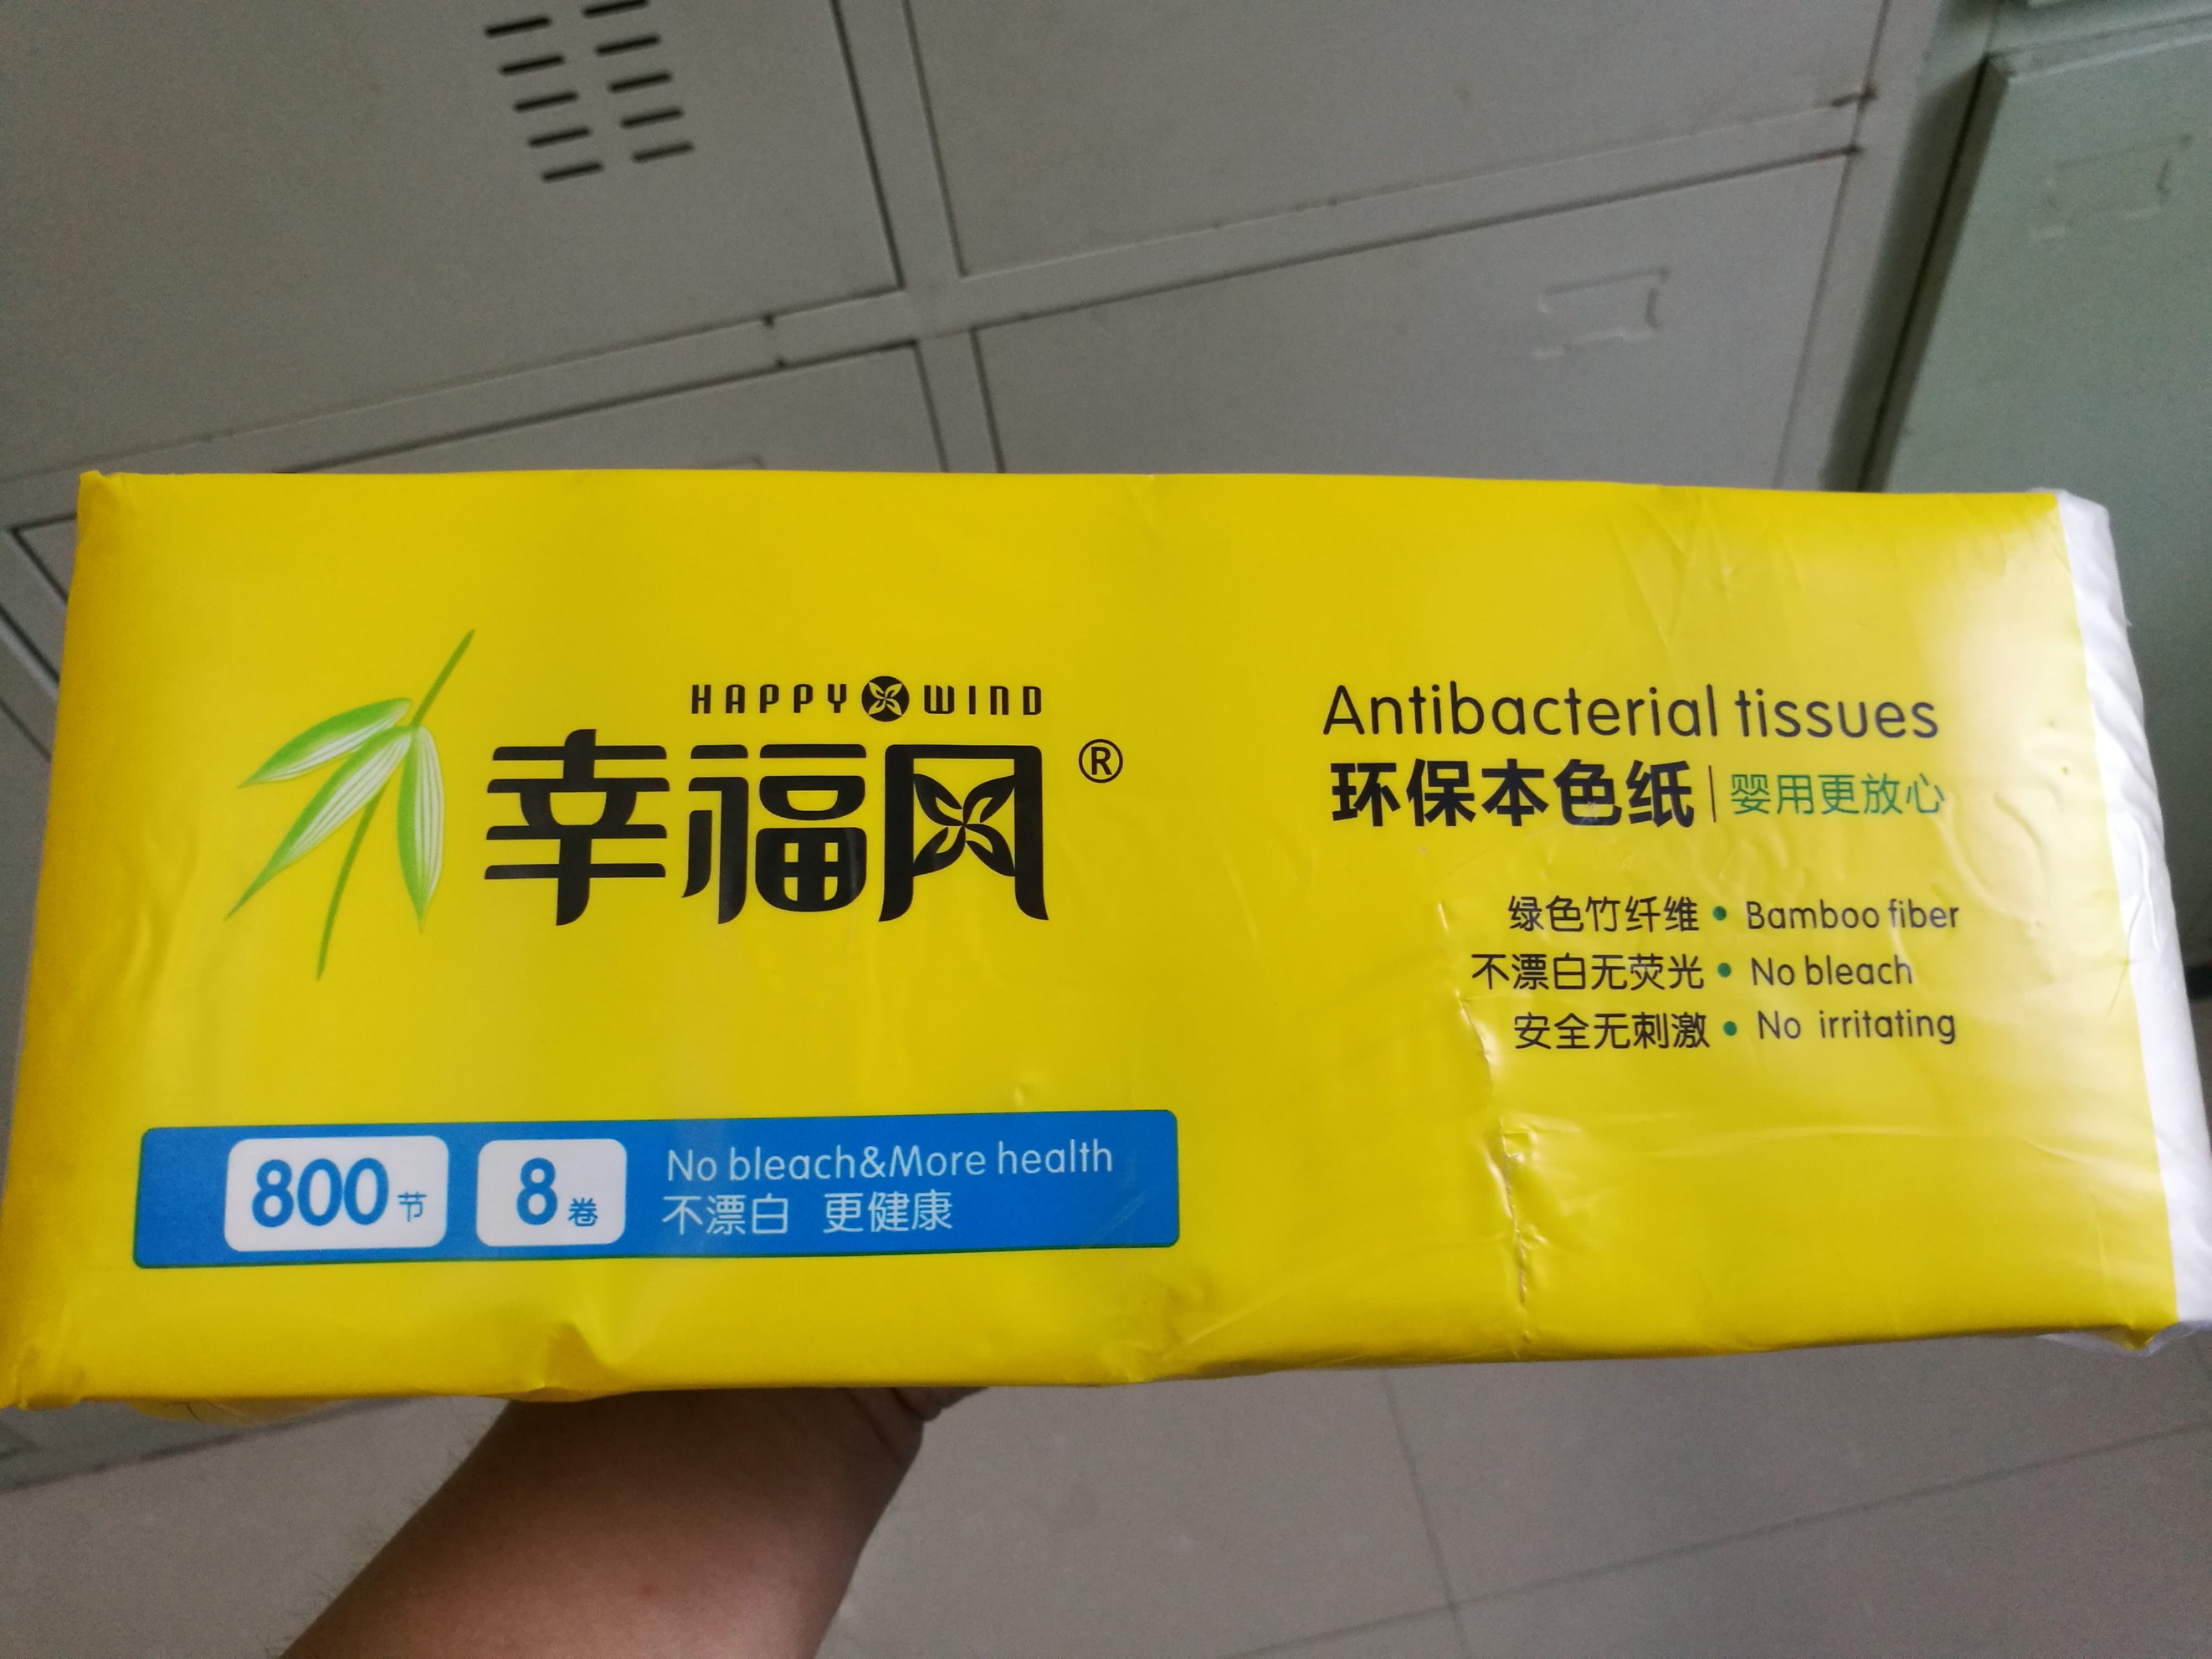 HAPPY WIND
幸福风®
Antibacterial tissues
环保本色纸|婴用更放心
绿色竹纤维 • Bamboo fiber
不漂白无荧光 • No bleach
安全无刺激 • No irritating
800节 8卷
No bleach&More health
不漂白 更健康